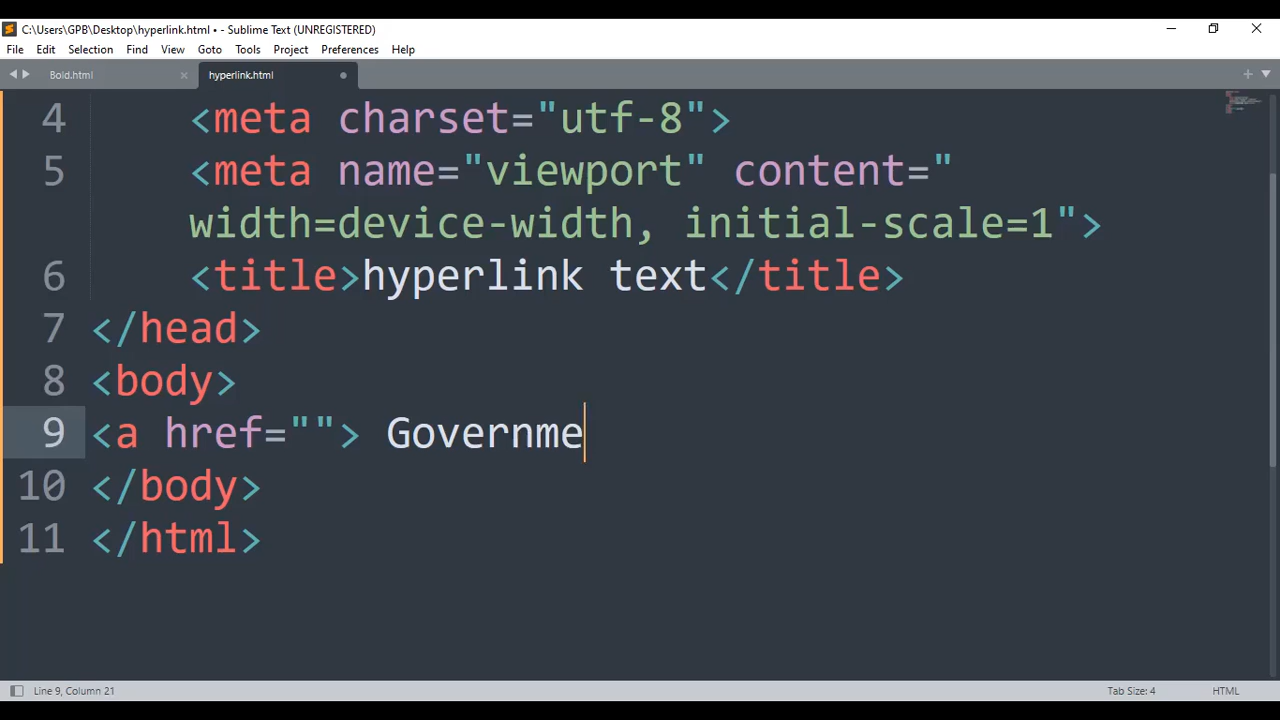 C:\Users\GPB\Desktop\hyperlink.html • - Sublime Text (UNREGISTERED)
File Edit Selection Find View Goto Tools Project Preferences Help
Bold.html hyperlink.html
4 <meta charset="utf-8">
5 <meta name="viewport" content="
width=device-width, initial-scale=1">
6 <title>hyperlink text</title>
7 </head>
8 <body>
9 <a href=""> Governme
10 </body>
11 </html>
Line 9, Column 21 Tab Size: 4 HTML